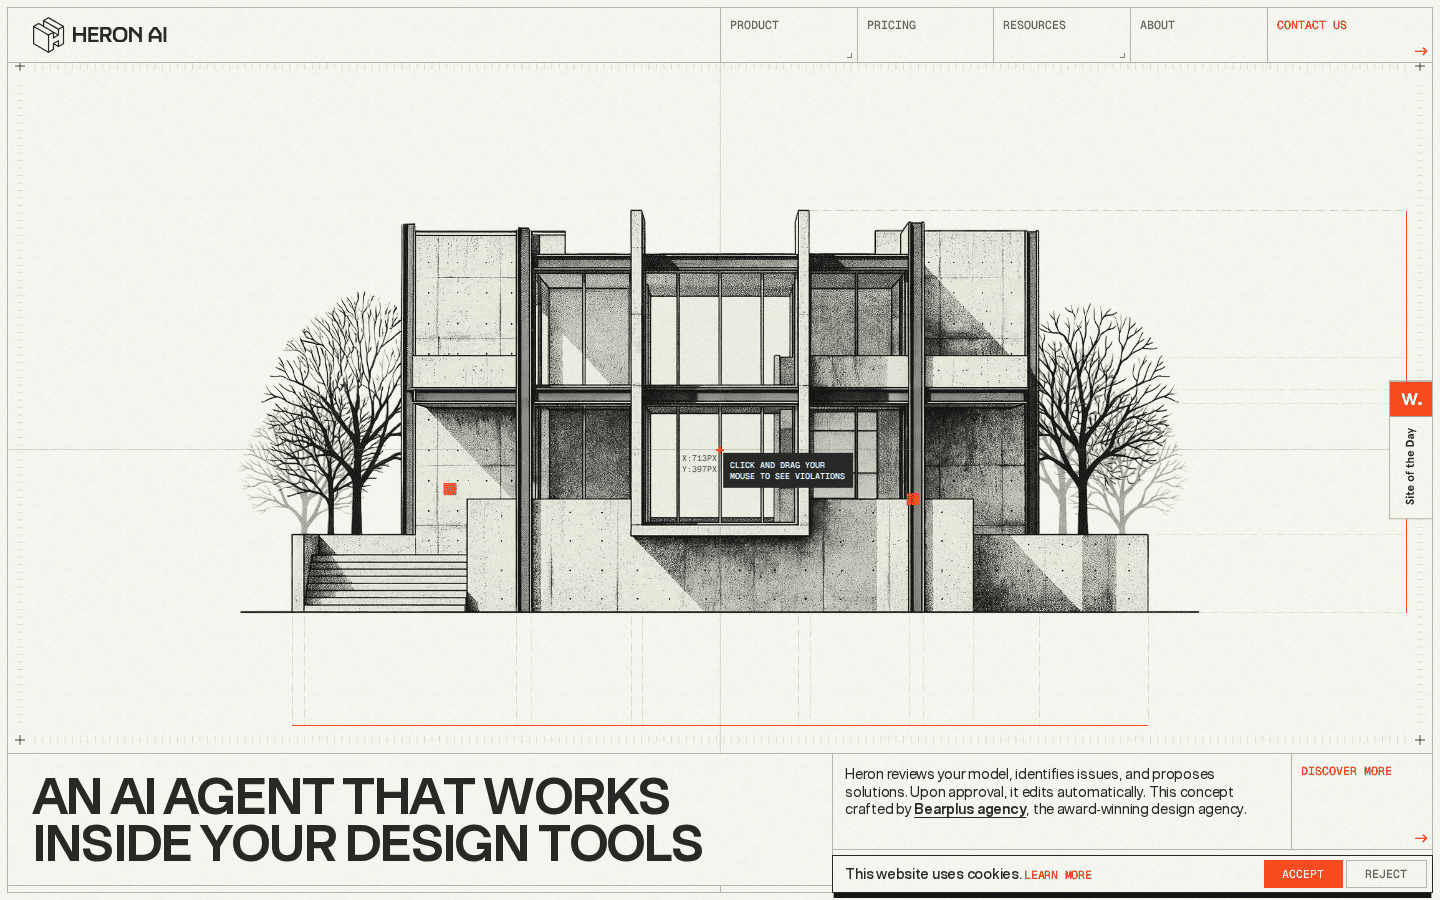 HERON AI
PRODUCT
PRICING
RESOURCES
ABOUT
CONTACT US
W.
Site of the Day
X:713PX
Y:397PX
CLICK AND DRAG YOUR
MOUSE TO SEE VIOLATIONS
AN AI AGENT THAT WORKS
INSIDE YOUR DESIGN TOOLS
Heron reviews your model, identifies issues, and proposes
solutions. Upon approval, it edits automatically. This concept
crafted by Bearplus agency, the award-winning design agency.
DISCOVER MORE
This website uses cookies. LEARN MORE
ACCEPT
REJECT